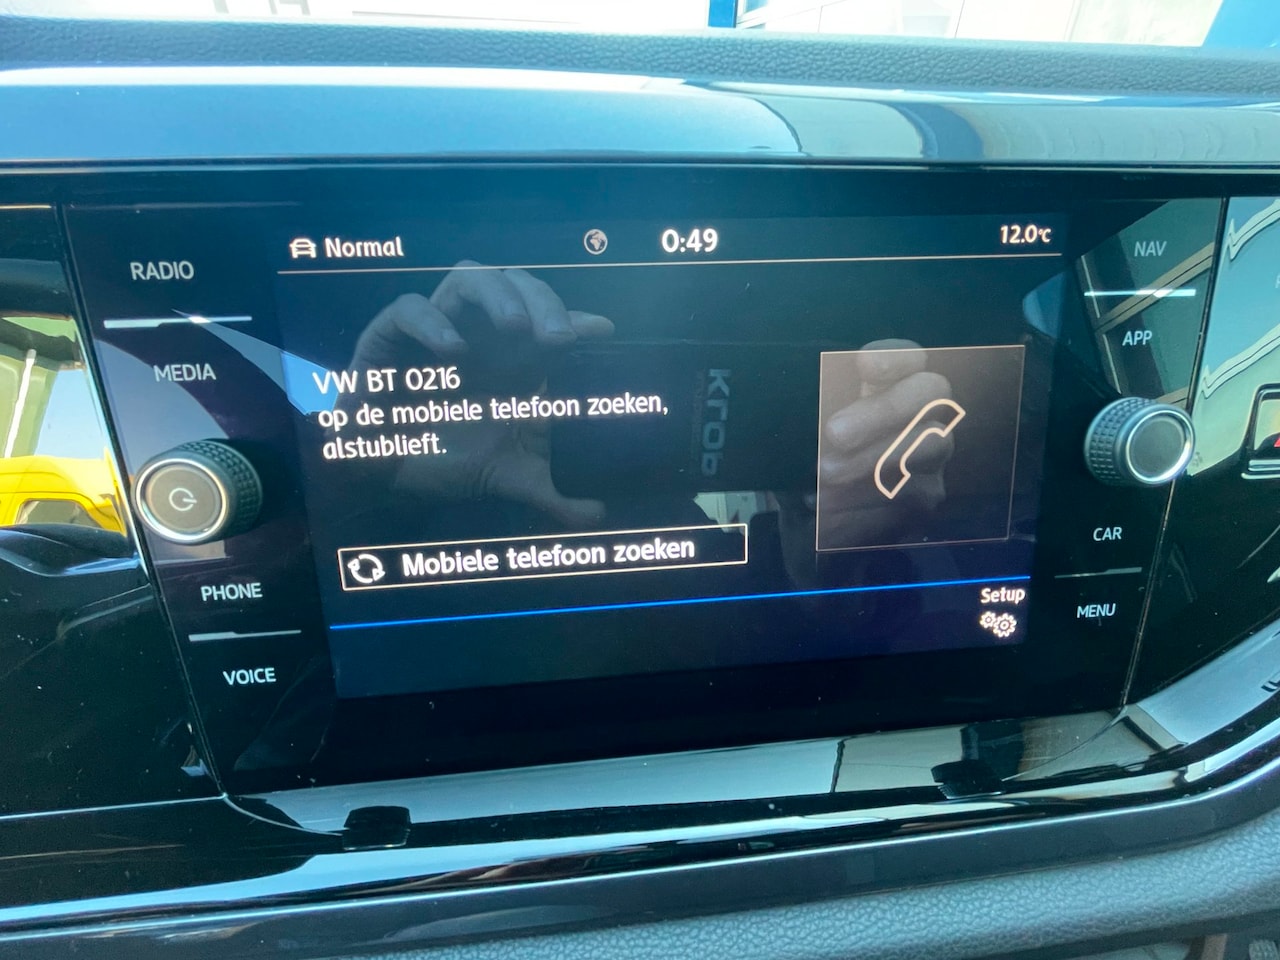 Normal
0:49
12.0°C
RADIO
MEDIA
PHONE
VOICE
VW BT 0216
op de mobiele telefoon zoeken,
alstublieft.
Mobiele telefoon zoeken
Setup
NAV
APP
CAR
MENU
Krob